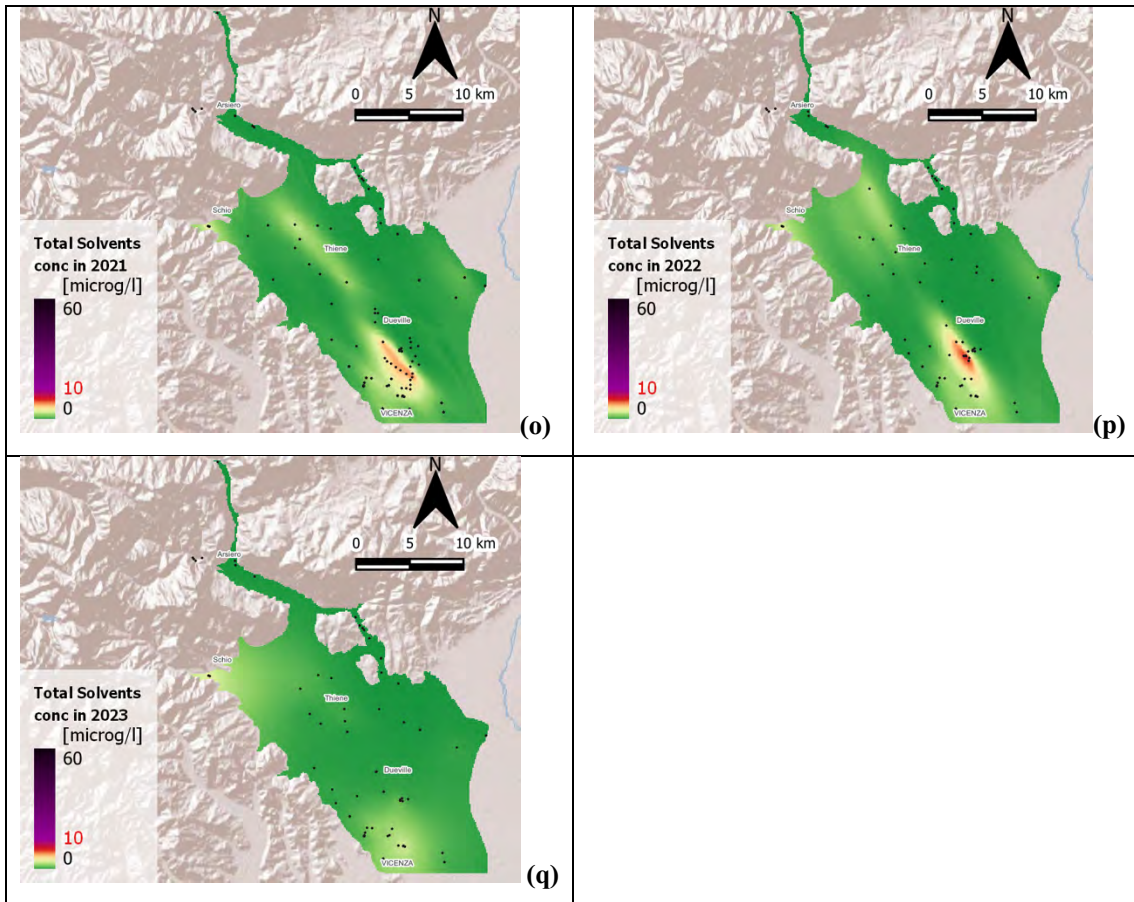 N
0 5 10 km
Arsiero
Schio
Thiene
Total Solvents
conc in 2021
[microg/l]
60
10
0
Dueville
VICENZA
(o)
N
0 5 10 km
Arsiero
Schio
Thiene
Total Solvents
conc in 2022
[microg/l]
60
10
0
Dueville
VICENZA
(p)
N
0 5 10 km
Arsiero
Schio
Total Solvents
conc in 2023
[microg/l]
Thiene
60
10
0
Dueville
VICENZA
(q)